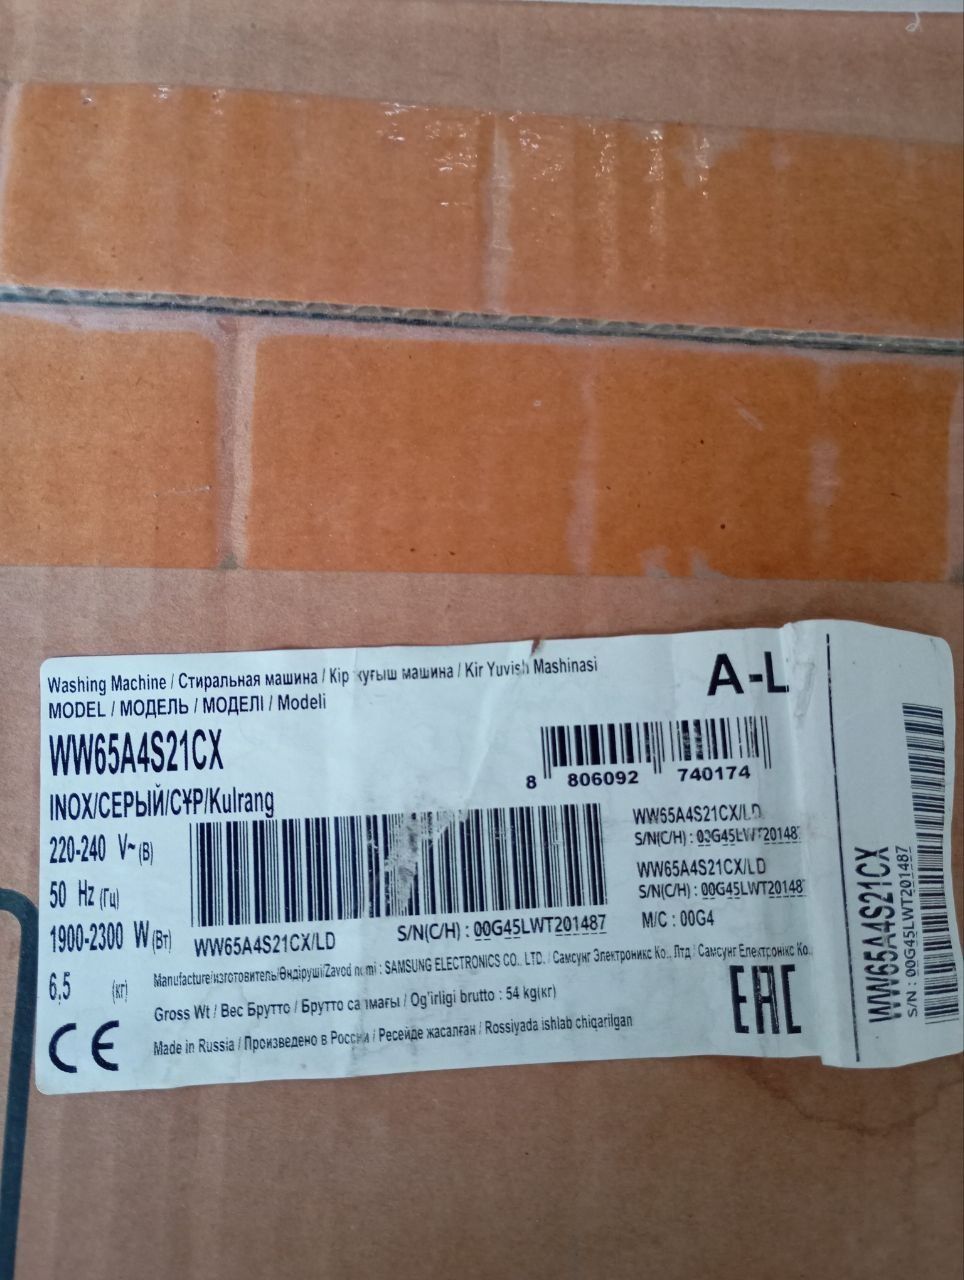 Washing Machine / Стиральная машина / Кір жуғыш машина / Kir Yuvish Mashinasi
MODEL / МОДЕЛЬ / МОДЕЛІ / Modeli
A-L
WW65A4S21CX
INOX/СЕРЫЙ/СҰР/Kulrang
8 806092 740174
220-240 V~ (В)
50 Hz (Гц)
1900-2300 W (Вт)
6,5 (кг)
WW65A4S21CX/LD
S/N(С/Н) : 00G45LWT201487
WW65A4S21CX/LD
S/N(С/Н) : 00G45LWT201487
WW65A4S21CX/LD
S/N(С/Н) : 00G45LWT20148
M/C : 00G4
Manufacture/изготовитель/Өндіруші/Zavod nomi : SAMSUNG ELECTRONICS CO., LTD. / Самсунг Электроникс Ко., Лтд / Самсунг Електронікс Ко.
Gross Wt / Вес Брутто / Брутто салмағы / Og'irligi brutto : 54 kg(кг)
Made in Russia / Произведено в России / Ресейде жасалған / Rossiyada ishlab chiqarilgan
CE
EAC
WW65A4S21CX
S/N : 00G45LWT201487